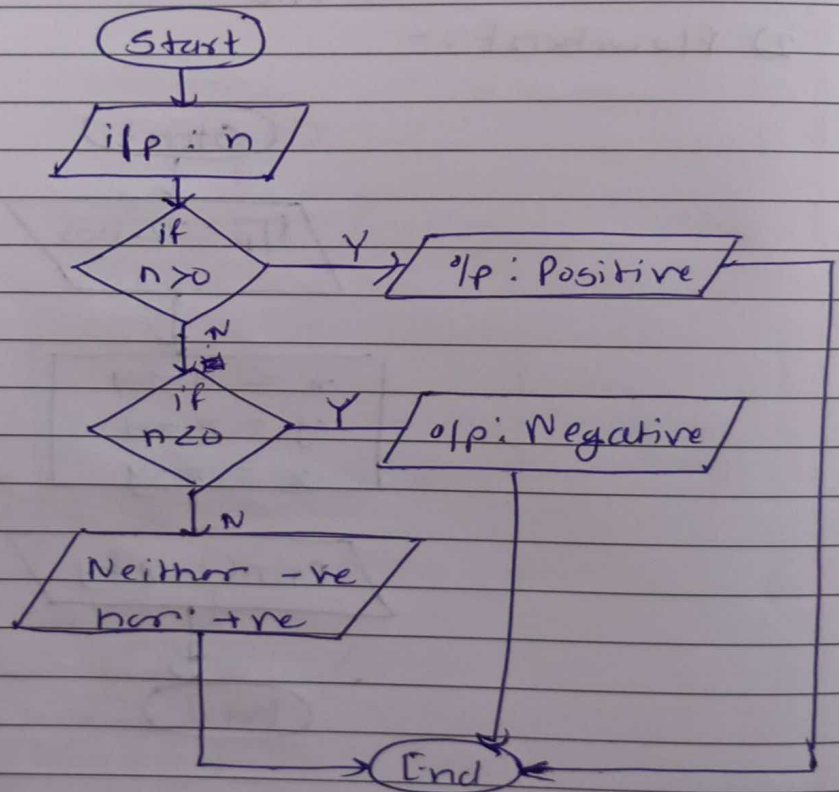 Start
i/p : n
if
n>0
Y
o/p : Positive
N
if
n<0
Y
o/p : Negative
N
Neither -ve
nor +ve
End